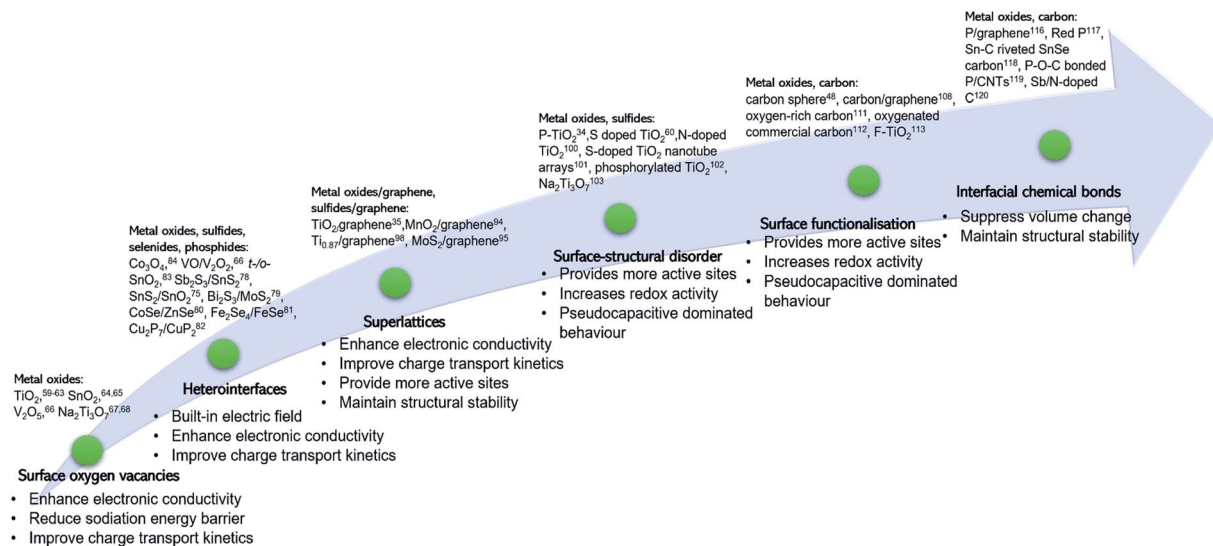 Metal oxides:
TiO₂,⁵⁹⁻⁶³ SnO₂,⁶⁴,⁶⁵
V₂O₅,⁶⁶ Na₂Ti₃O₇⁶⁷,⁶⁸
Surface oxygen vacancies
• Enhance electronic conductivity
• Reduce sodiation energy barrier
• Improve charge transport kinetics
Metal oxides, sulfides,
selenides, phosphides:
Co₃O₄,⁸⁴ VO/V₂O₂,⁶⁶ t-/o-
SnO₂,⁸³ Sb₂S₃/SnS₂⁷⁸,
SnS₂/SnO₂⁷⁵, Bi₂S₃/MoS₂⁷⁹,
CoSe/ZnSe⁸⁰, Fe₂Se₄/FeSe⁸¹,
Cu₂P₇/CuP₂⁸²
Heterointerfaces
• Built-in electric field
• Enhance electronic conductivity
• Improve charge transport kinetics
Metal oxides/graphene,
sulfides/graphene:
TiO₂/graphene³⁵,MnO₂/graphene⁹⁴,
Ti₀.₈₇/graphene⁹⁸, MoS₂/graphene⁹⁵
Superlattices
• Enhance electronic conductivity
• Improve charge transport kinetics
• Provide more active sites
• Maintain structural stability
Metal oxides, sulfides:
P-TiO₂³⁴,S doped TiO₂⁶⁰,N-doped
TiO₂¹⁰⁰, S-doped TiO₂ nanotube
arrays¹⁰¹, phosphorylated TiO₂¹⁰²,
Na₂Ti₃O₇¹⁰³
Surface-structural disorder
• Provides more active sites
• Increases redox activity
• Pseudocapacitive dominated
behaviour
Metal oxides, carbon:
carbon sphere⁴⁸, carbon/graphene¹⁰⁸,
oxygen-rich carbon¹¹¹, oxygenated
commercial carbon¹¹², F-TiO₂¹¹³
Surface functionalisation
• Provides more active sites
• Increases redox activity
• Pseudocapacitive dominated
behaviour
Metal oxides, carbon:
P/graphene¹¹⁶, Red P¹¹⁷,
Sn-C riveted SnSe
carbon¹¹⁸, P-O-C bonded
P/CNTs¹¹⁹, Sb/N-doped
C¹²⁰
Interfacial chemical bonds
• Suppress volume change
• Maintain structural stability